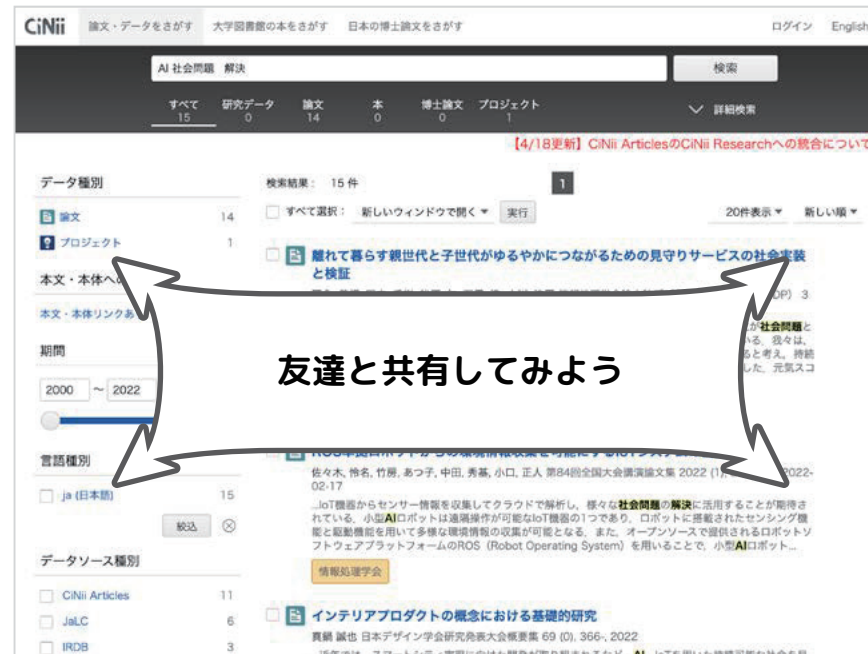 CiNii 論文・データをさがす 大学図書館の本をさがす 日本の博士論文をさがす ログイン English
AI 社会問題 解決 検索
すべて 研究データ 論文 本 博士論文 プロジェクト 詳細検索
15 0 14 0 0 1
【4/18更新】CiNii ArticlesのCiNii Researchへの統合について
データ種別
論文 14
プロジェクト 1
本文・本体への
本文・本体リンクあ
期間
2000 ~ 2022
言語種別
ja (日本語) 15
絞込
データソース種別
CiNii Articles 11
JaLC 6
IRDB 3
検索結果: 15 件 1
すべて選択: 新しいウィンドウで開く 実行 20件表示 新しい順
離れて暮らす親世代と子世代がゆるやかにつながるための見守りサービスの社会実装
と検証
DP) 3
が社会問題と
いる. 我々は,
ると考え, 持続
した. 元気スコ
友達と共有してみよう
佐々木, 怜名, 竹房, あつ子, 中田, 秀基, 小口, 正人 第84回全国大会講演論文集 2022 (1), 2022-
02-17
...IoT機器からセンサー情報を収集してクラウドで解析し, 様々な社会問題の解決に活用することが期待さ
れている. 小型AIロボットは遠隔操作が可能なIoT機器の1つであり, ロボットに搭載されたセンシング機
能と駆動機能を用いて多様な環境情報の収集が可能となる. また, オープンソースで提供されるロボットソ
フトウェアプラットフォームのROS (Robot Operating System) を用いることで, 小型AIロボット...
情報処理学会
インテリアプロダクトの概念における基礎的研究
真鍋 誠也 日本デザイン学会研究発表大会概要集 69 (0), 366-, 2022